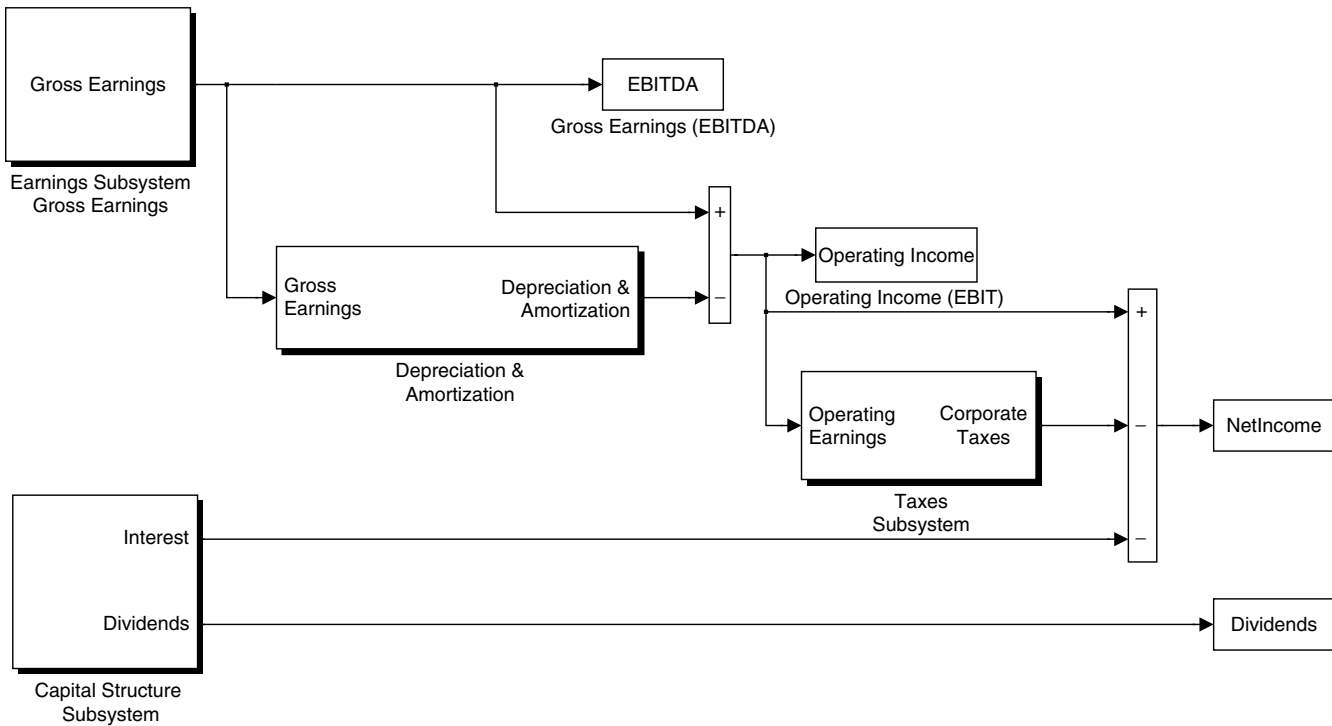 Gross Earnings
Earnings Subsystem
Gross Earnings
EBITDA
Gross Earnings (EBITDA)
+
−
Gross
Earnings
Depreciation &
Amortization
Depreciation &
Amortization
Operating Income
Operating Income (EBIT)
+
−
−
Operating
Earnings
Corporate
Taxes
Taxes
Subsystem
NetIncome
Interest
Dividends
Capital Structure
Subsystem
Dividends